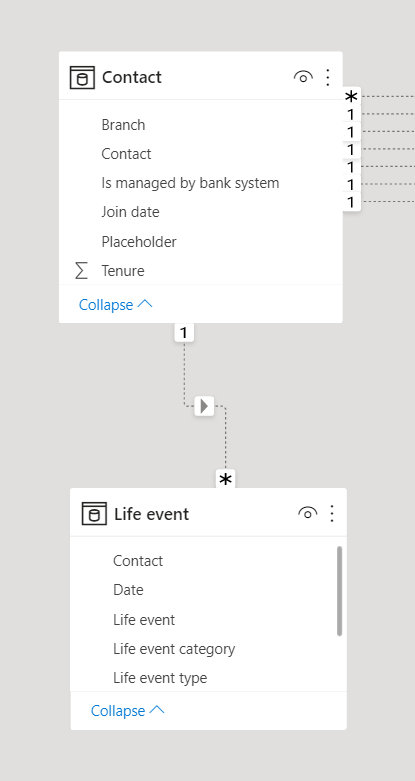 Contact
*
1
1
1
1
1
1
Branch
Contact
Is managed by bank system
Join date
Placeholder
∑ Tenure
Collapse
1
*
Life event
Contact
Date
Life event
Life event category
Life event type
Collapse